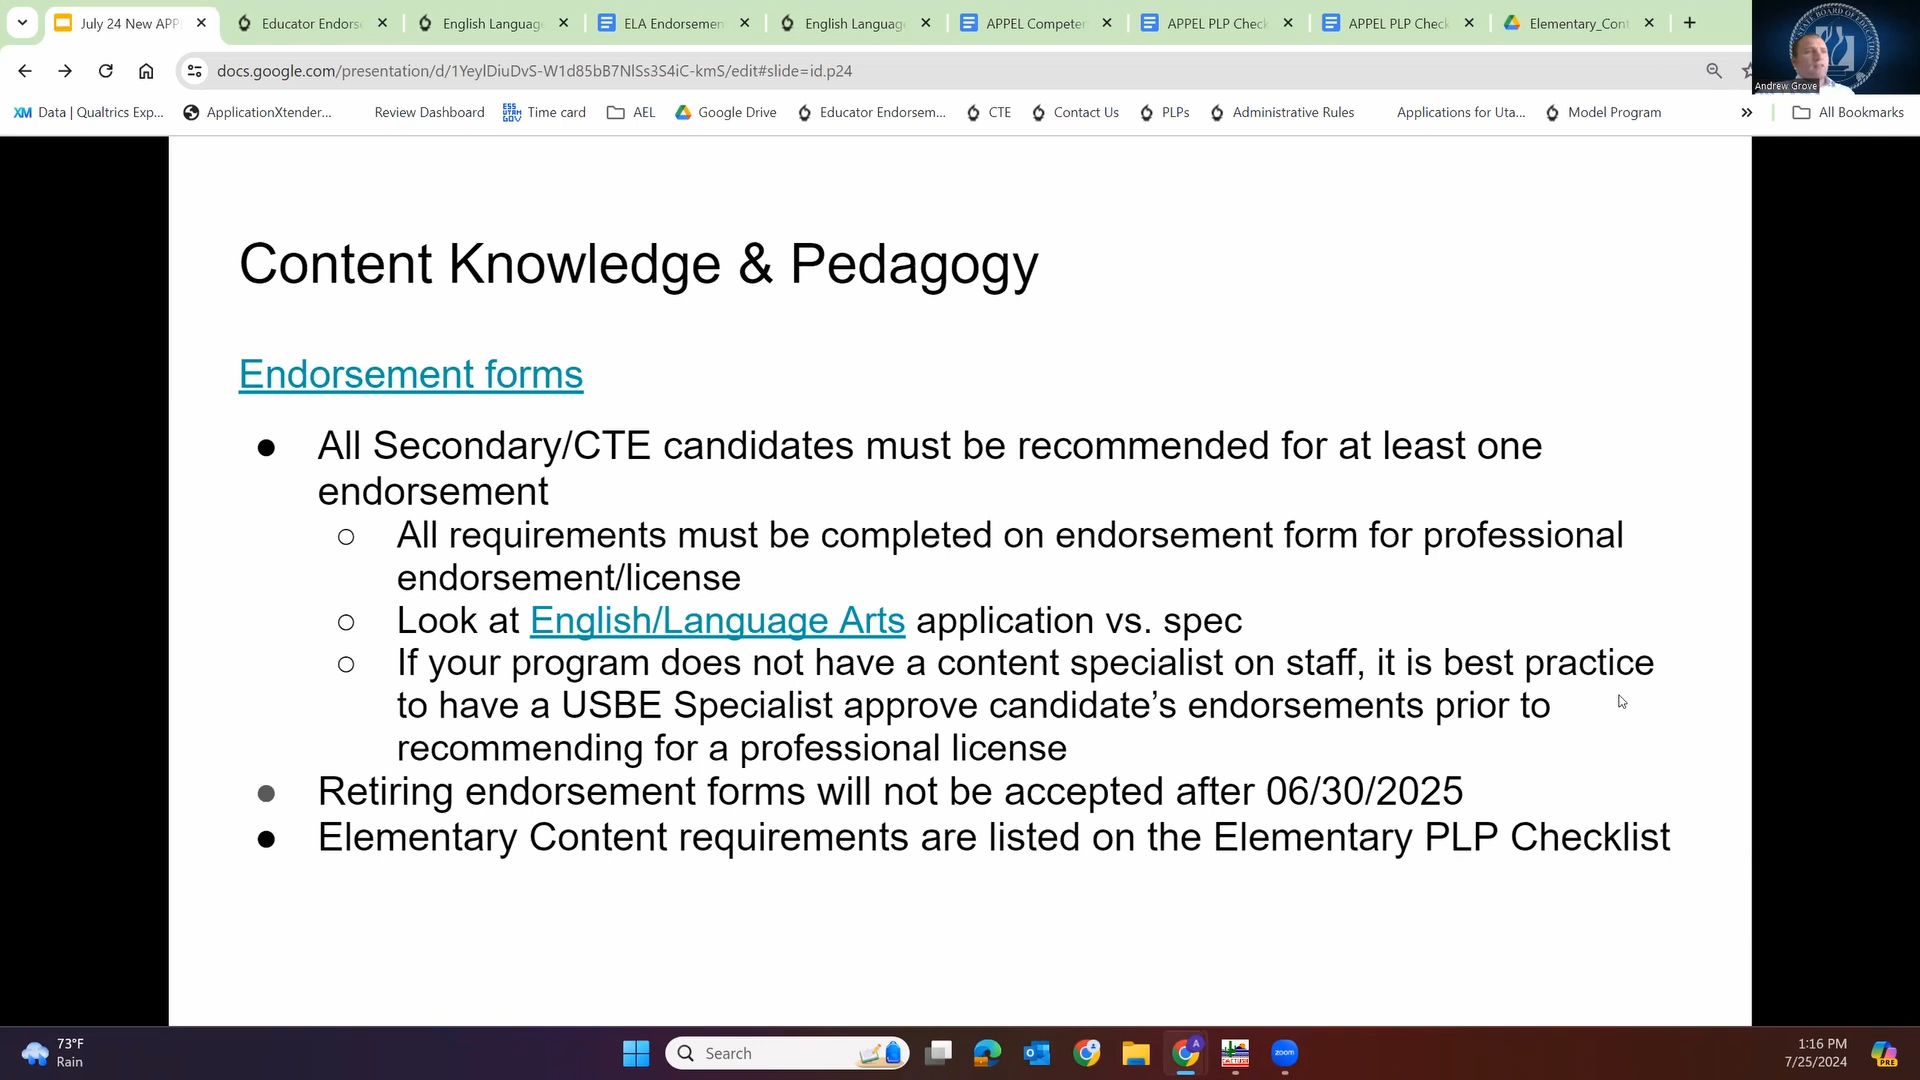 July 24 New APP
Educator Endors
English Language
ELA Endorsemen
English Language
APPEL Competen
APPEL PLP Check
APPEL PLP Check
Elementary_Cont
docs.google.com/presentation/d/1YeylDiuDvS-W1d85bB7NlSs3S4iC-kmS/edit#slide=id.p24
Andrew Grove
XM Data | Qualtrics Exp...
ApplicationXtender...
Review Dashboard
Time card
AEL
Google Drive
Educator Endorsem...
CTE
Contact Us
PLPs
Administrative Rules
Applications for Uta...
Model Program
»
All Bookmarks
Content Knowledge & Pedagogy
Endorsement forms
● All Secondary/CTE candidates must be recommended for at least one
endorsement
○ All requirements must be completed on endorsement form for professional
endorsement/license
○ Look at English/Language Arts application vs. spec
○ If your program does not have a content specialist on staff, it is best practice
to have a USBE Specialist approve candidate’s endorsements prior to
recommending for a professional license
● Retiring endorsement forms will not be accepted after 06/30/2025
● Elementary Content requirements are listed on the Elementary PLP Checklist
73°F
Rain
Search
zoom
1:16 PM
7/25/2024
PRE